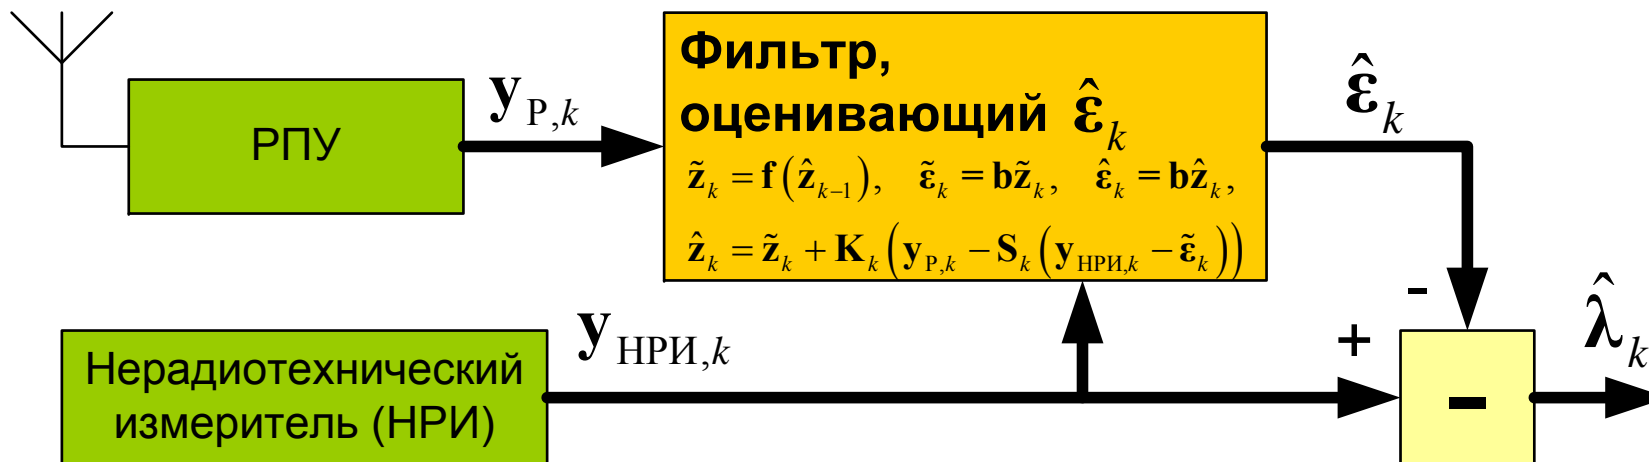 РПУ
y_{Р,k}
Фильтр,
оценивающий ε̂_k
z̃_k = f(ẑ_{k−1}), ε̃_k = bz̃_k, ε̂_k = bẑ_k,
ẑ_k = z̃_k + K_k(y_{Р,k} − S_k(y_{НРИ,k} − ε̃_k))
ε̂_k
Нерадиотехнический
измеритель (НРИ)
y_{НРИ,k}
+
-
-
λ̂_k